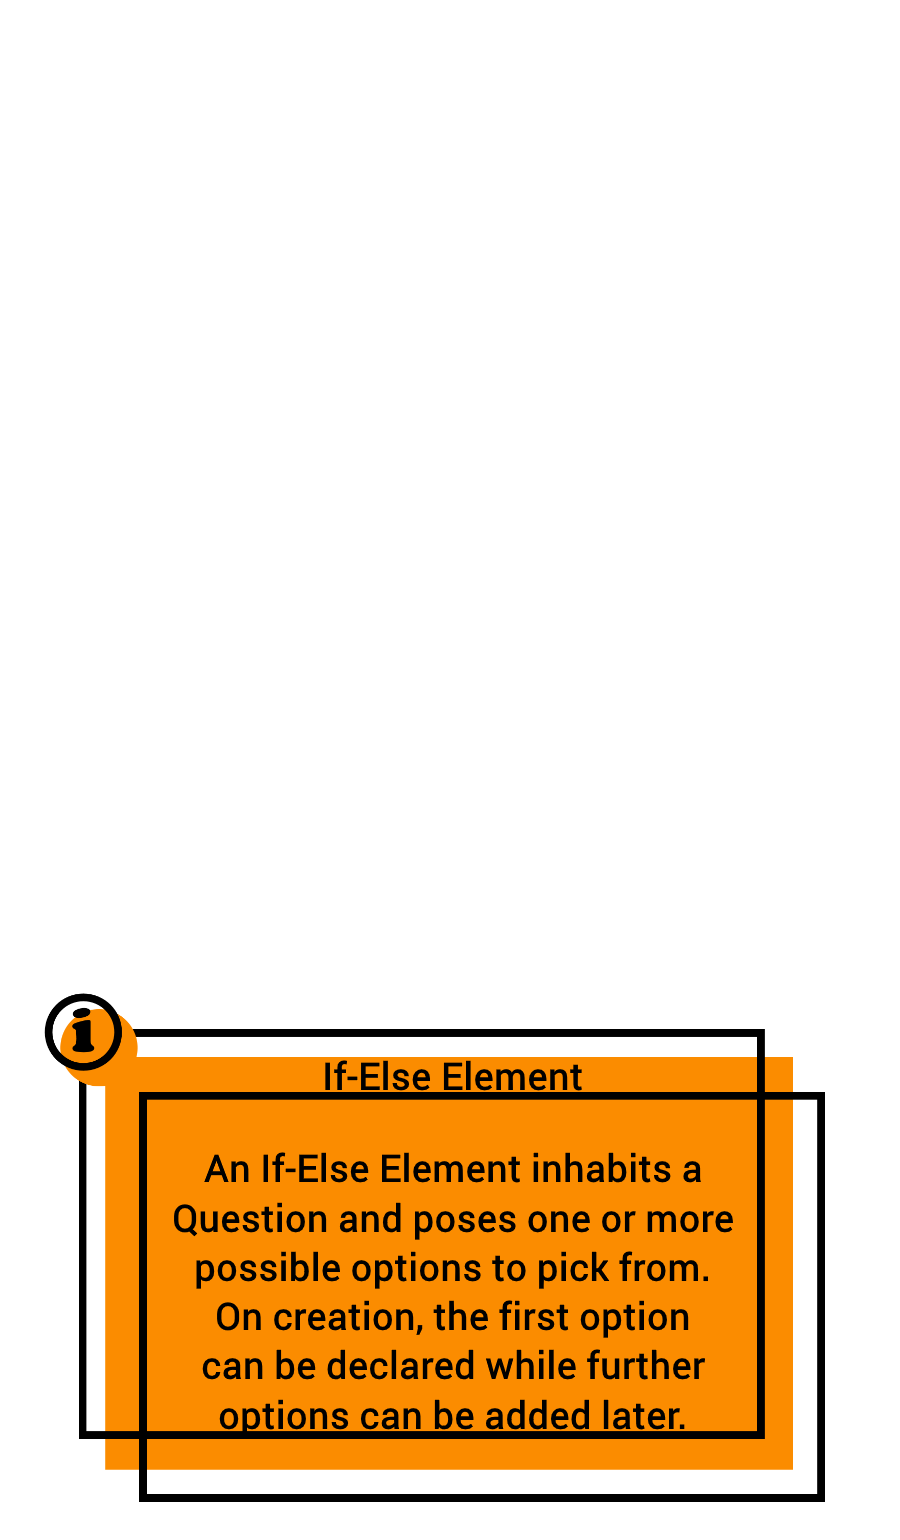 i
If-Else Element
An If-Else Element inhabits a
Question and poses one or more
possible options to pick from.
On creation, the first option
can be declared while further
options can be added later.